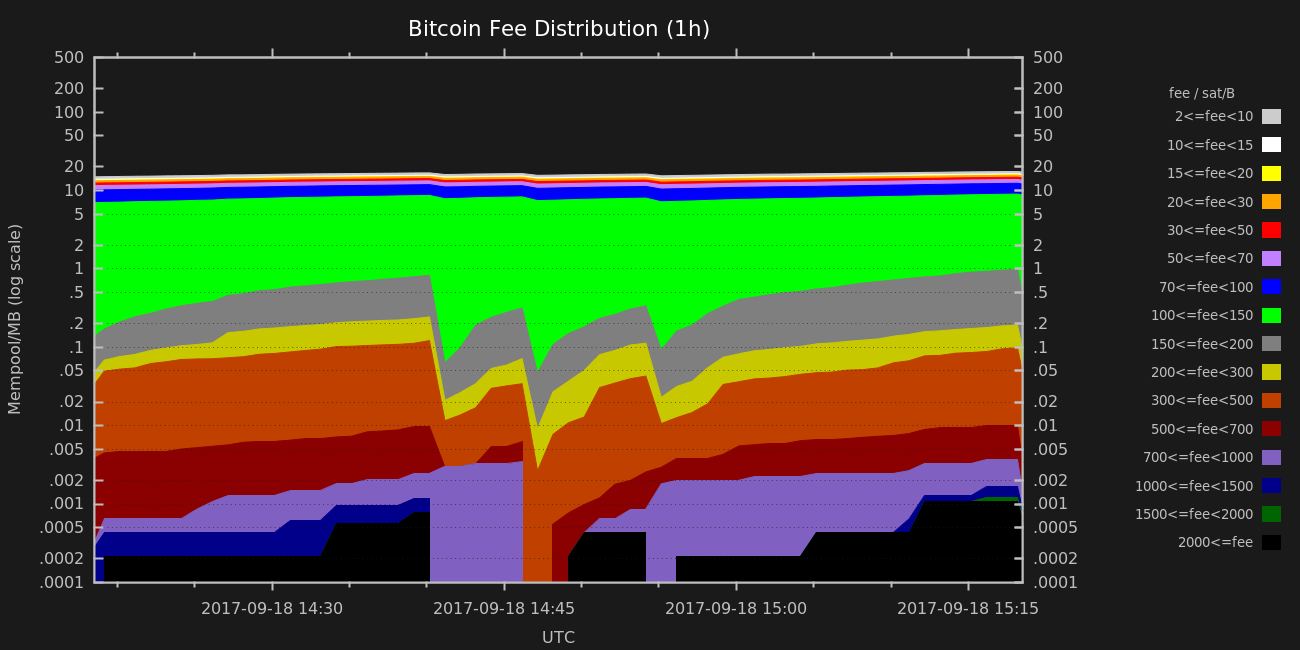 Bitcoin Fee Distribution (1h)
500
200
100
50
20
10
5
2
1
.5
.2
.1
.05
.02
.01
.005
.002
.001
.0005
.0002
.0001
Mempool/MB (log scale)
500
200
100
50
20
10
5
2
1
.5
.2
.1
.05
.02
.01
.005
.002
.001
.0005
.0002
.0001
2017-09-18 14:30
2017-09-18 14:45
2017-09-18 15:00
2017-09-18 15:15
UTC
fee / sat/B
2<=fee<10
10<=fee<15
15<=fee<20
20<=fee<30
30<=fee<50
50<=fee<70
70<=fee<100
100<=fee<150
150<=fee<200
200<=fee<300
300<=fee<500
500<=fee<700
700<=fee<1000
1000<=fee<1500
1500<=fee<2000
2000<=fee